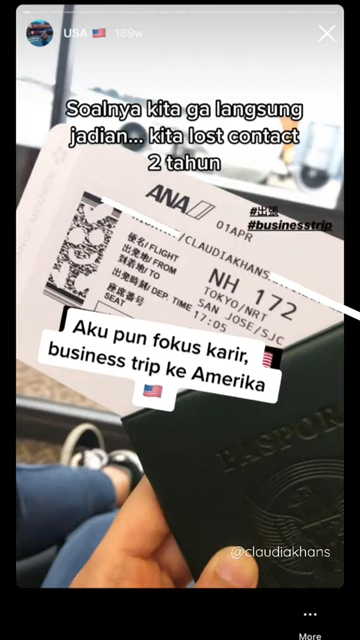 USA 🇺🇸 189w
Soalnya kita ga langsung
jadian... kita lost contact
2 tahun
ANA
01APR
#出張
#businesstrip
/CLAUDIAKHANS
便名/FLIGHT
NH 172
出発地/FROM
TOKYO/NRT
到着地/TO
SAN JOSE/SJC
出発時刻/DEP. TIME 17:05
座席番号
SEAT
Aku pun fokus karir,
business trip ke Amerika
🇺🇸
PASPOR
@claudiakhans
More